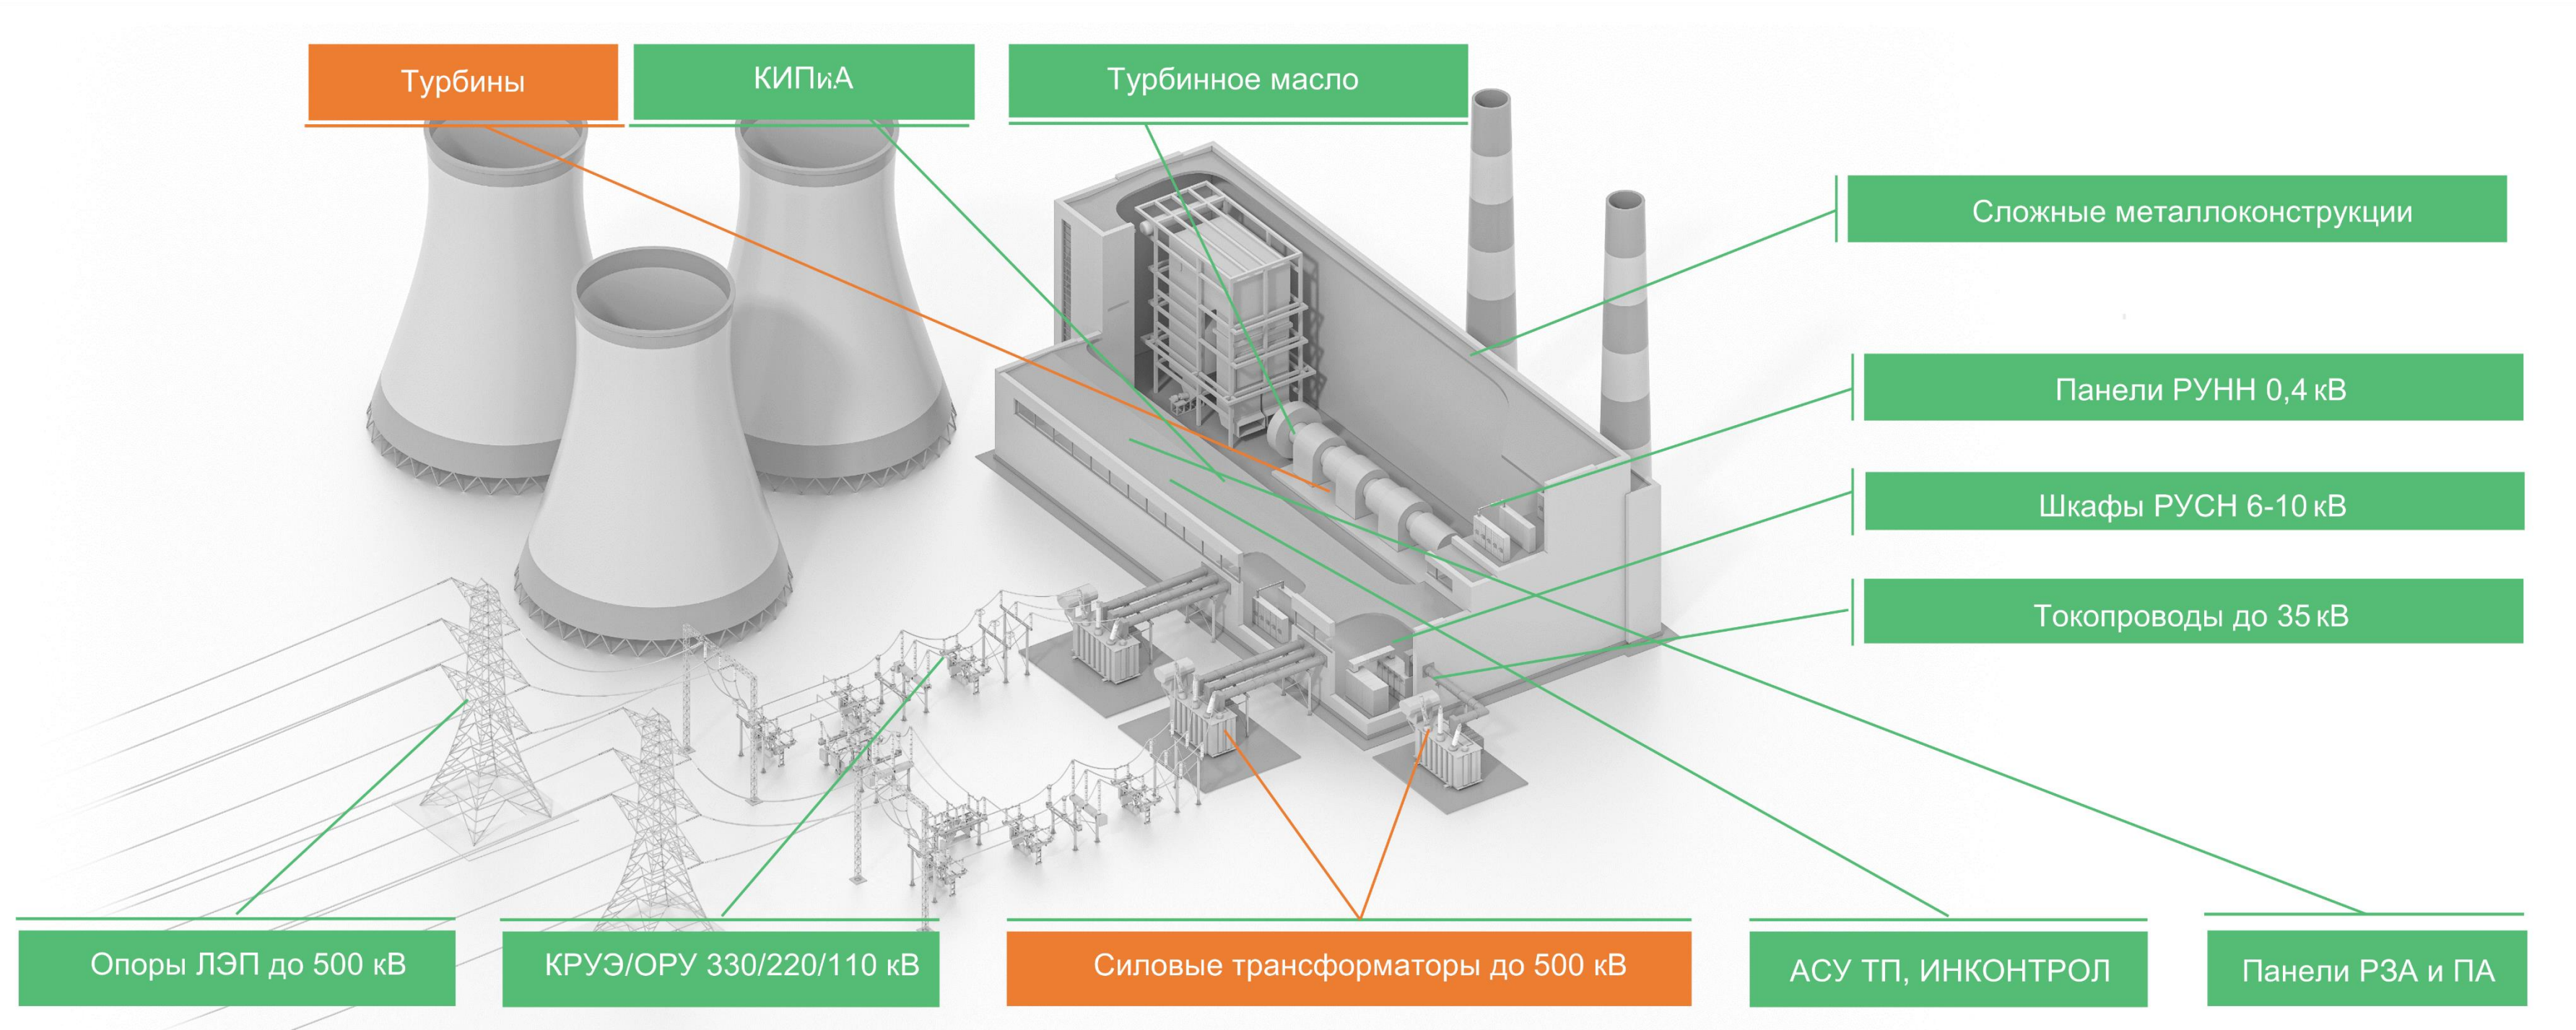 Турбины
КИПиА
Турбинное масло
Сложные металлоконструкции
Панели РУНН 0,4 кВ
Шкафы РУСН 6-10 кВ
Токопроводы до 35 кВ
Опоры ЛЭП до 500 кВ
КРУЭ/ОРУ 330/220/110 кВ
Силовые трансформаторы до 500 кВ
АСУ ТП, ИНКОНТРОЛ
Панели РЗА и ПА